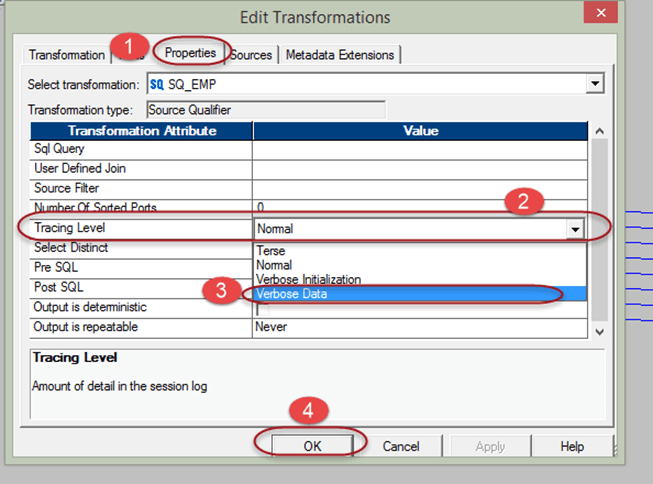 Edit Transformations
Transformation
1
Properties
Sources
Metadata Extensions
Select transformation: SQ SQ_EMP
Transformation type: Source Qualifier
Transformation Attribute Value
Sql Query
User Defined Join
Source Filter
Number Of Sorted Ports 0
2
Tracing Level Normal
Select Distinct Terse
Pre SQL Normal
Verbose Initialization
Post SQL Verbose Data
3
Output is deterministic
Output is repeatable Never
Tracing Level
Amount of detail in the session log
4
OK Cancel Apply Help